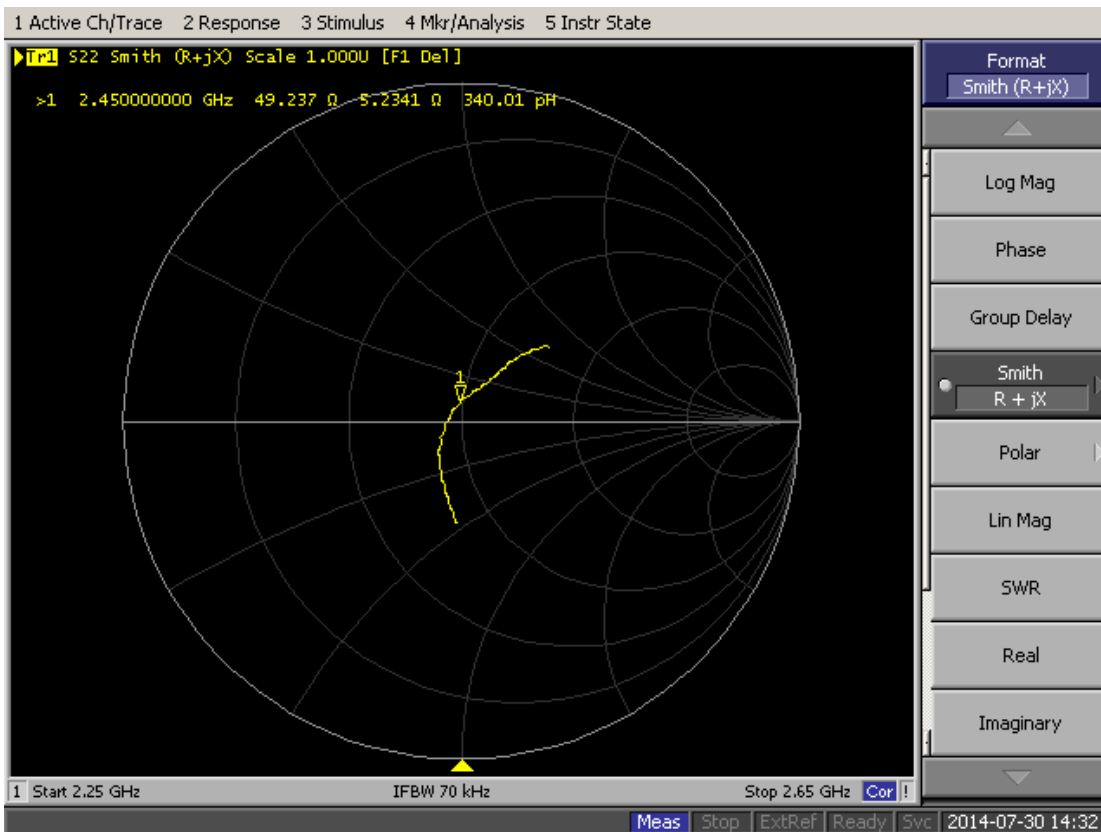 1 Active Ch/Trace 2 Response 3 Stimulus 4 Mkr/Analysis 5 Instr State
Tr1 S22 Smith (R+jX) Scale 1.000U [F1 Del]
>1 2.450000000 GHz 49.237 Ω 5.2341 Ω 340.01 pH
1
Format
Smith (R+jX)
Log Mag
Phase
Group Delay
Smith
R + jX
Polar
Lin Mag
SWR
Real
Imaginary
1 Start 2.25 GHz IFBW 70 kHz Stop 2.65 GHz Cor !
Meas Stop ExtRef Ready Svc 2014-07-30 14:32